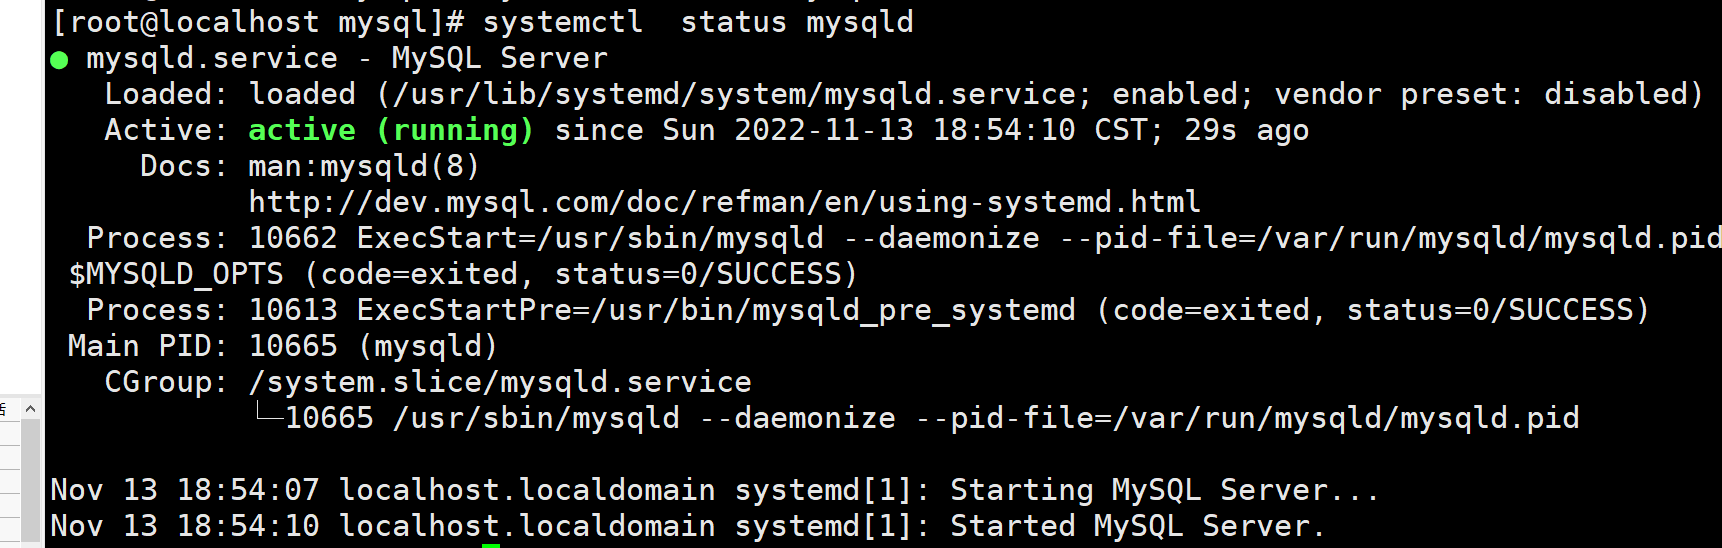 [root@localhost mysql]# systemctl  status mysqld
● mysqld.service - MySQL Server
   Loaded: loaded (/usr/lib/systemd/system/mysqld.service; enabled; vendor preset: disabled)
   Active: active (running) since Sun 2022-11-13 18:54:10 CST; 29s ago
     Docs: man:mysqld(8)
           http://dev.mysql.com/doc/refman/en/using-systemd.html
  Process: 10662 ExecStart=/usr/sbin/mysqld --daemonize --pid-file=/var/run/mysqld/mysqld.pid
 $MYSQLD_OPTS (code=exited, status=0/SUCCESS)
  Process: 10613 ExecStartPre=/usr/bin/mysqld_pre_systemd (code=exited, status=0/SUCCESS)
 Main PID: 10665 (mysqld)
   CGroup: /system.slice/mysqld.service
           └─10665 /usr/sbin/mysqld --daemonize --pid-file=/var/run/mysqld/mysqld.pid

Nov 13 18:54:07 localhost.localdomain systemd[1]: Starting MySQL Server...
Nov 13 18:54:10 localhost.localdomain systemd[1]: Started MySQL Server.